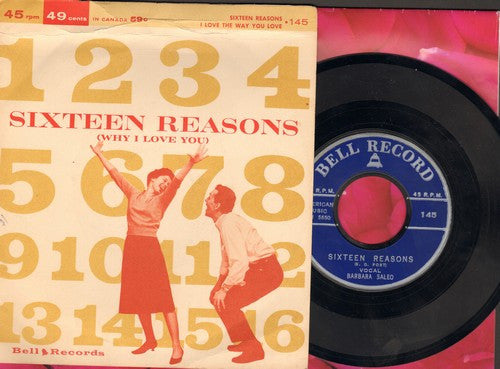 45 rpm 49 cents IN CANADA 59¢
SIXTEEN REASONS
I LOVE THE WAY YOU LOVE • 145
1 2 3 4
SIXTEEN REASONS
(WHY I LOVE YOU)
5 6 7 8
9 10 11 12
13 14 15 16
Bell Records
BELL RECORD
R.P.M. 45 R.P.M.
145
SIXTEEN REASONS
VOCAL
BARBARA SALEO